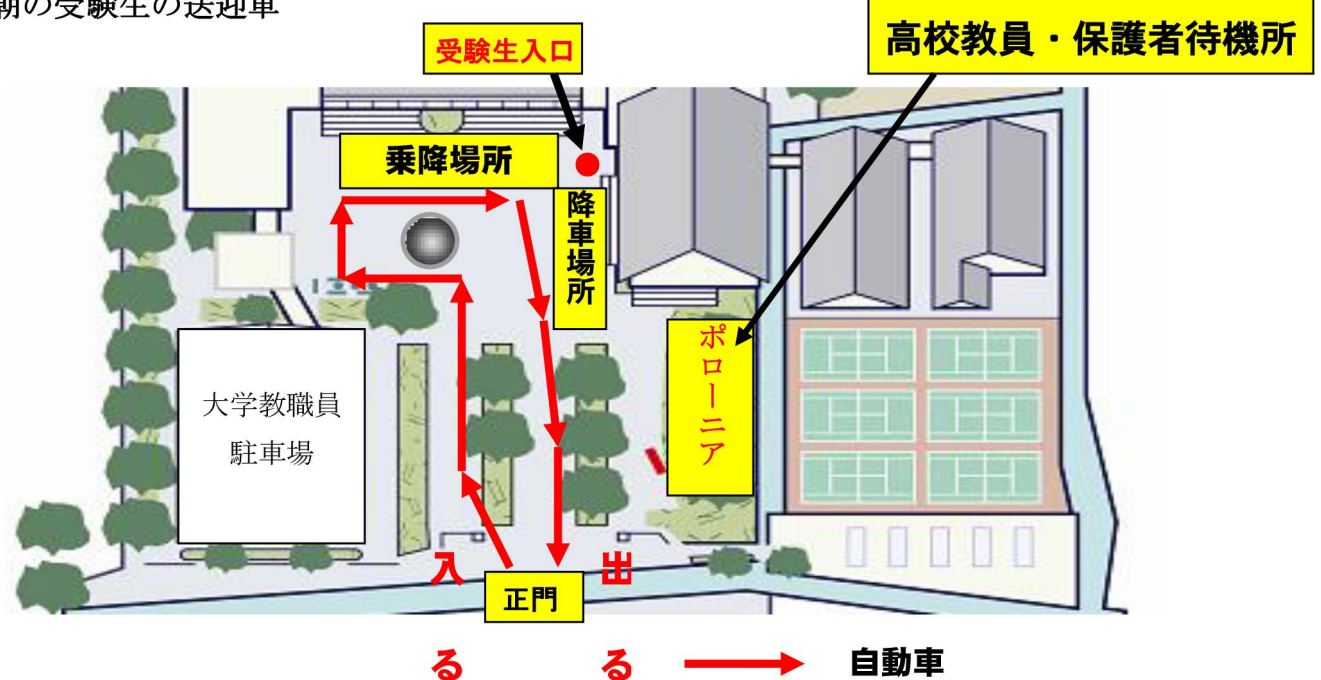 朝の受験生の送迎車
高校教員・保護者待機所
受験生入口
乗降場所
降車場所
ポローニア
大学教職員
駐車場
入る
出る
正門
自動車